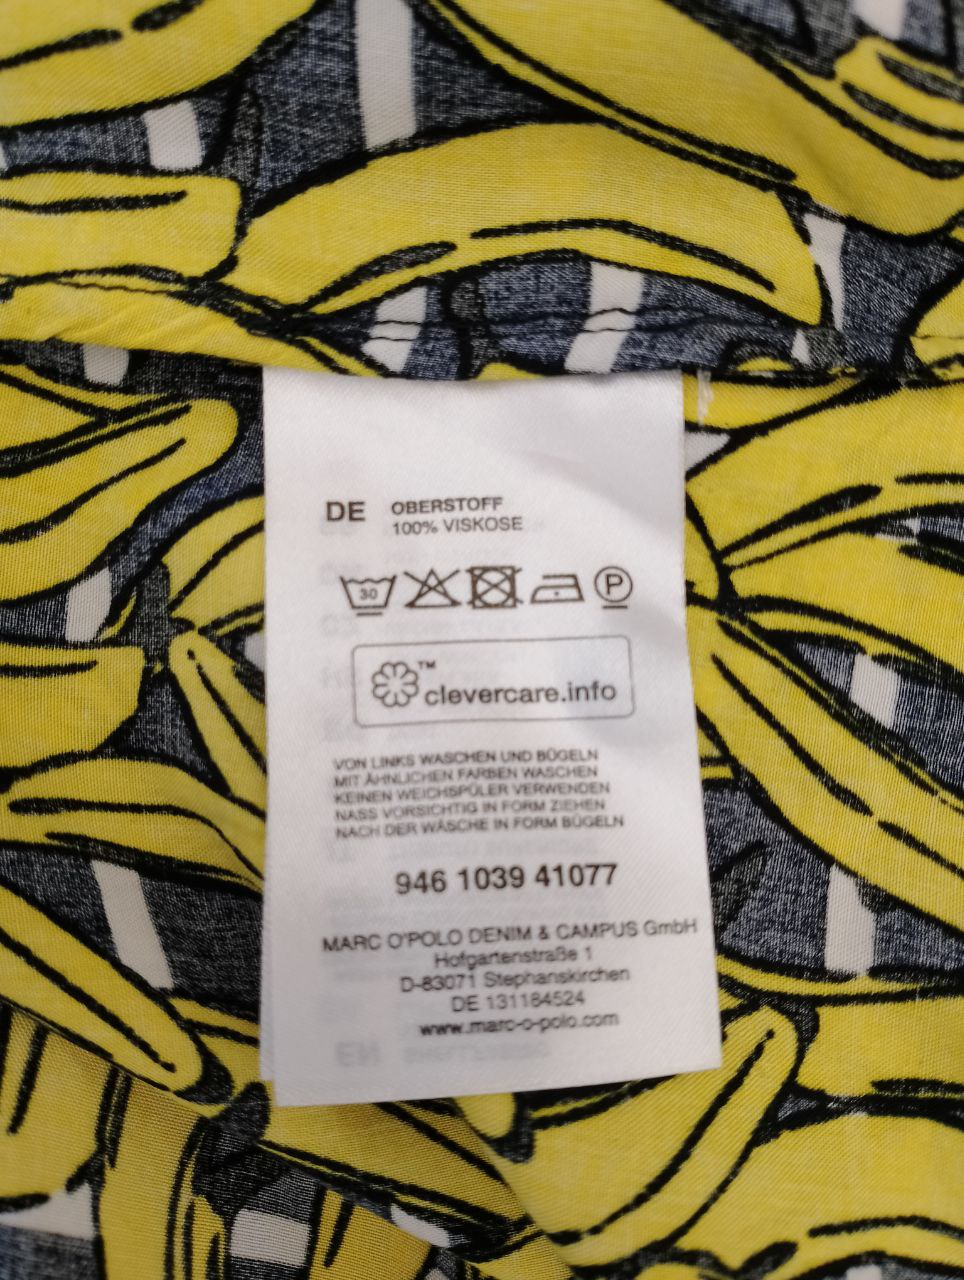 DE OBERSTOFF
100% VISKOSE
30 P
™ clevercare.info
VON LINKS WASCHEN UND BÜGELN
MIT ÄHNLICHEN FARBEN WASCHEN
KEINEN WEICHSPÜLER VERWENDEN
NASS VORSICHTIG IN FORM ZIEHEN
NACH DER WÄSCHE IN FORM BÜGELN
946 1039 41077
MARC O'POLO DENIM & CAMPUS GmbH
Hofgartenstraße 1
D-83071 Stephanskirchen
DE 131184524
www.marc-o-polo.com